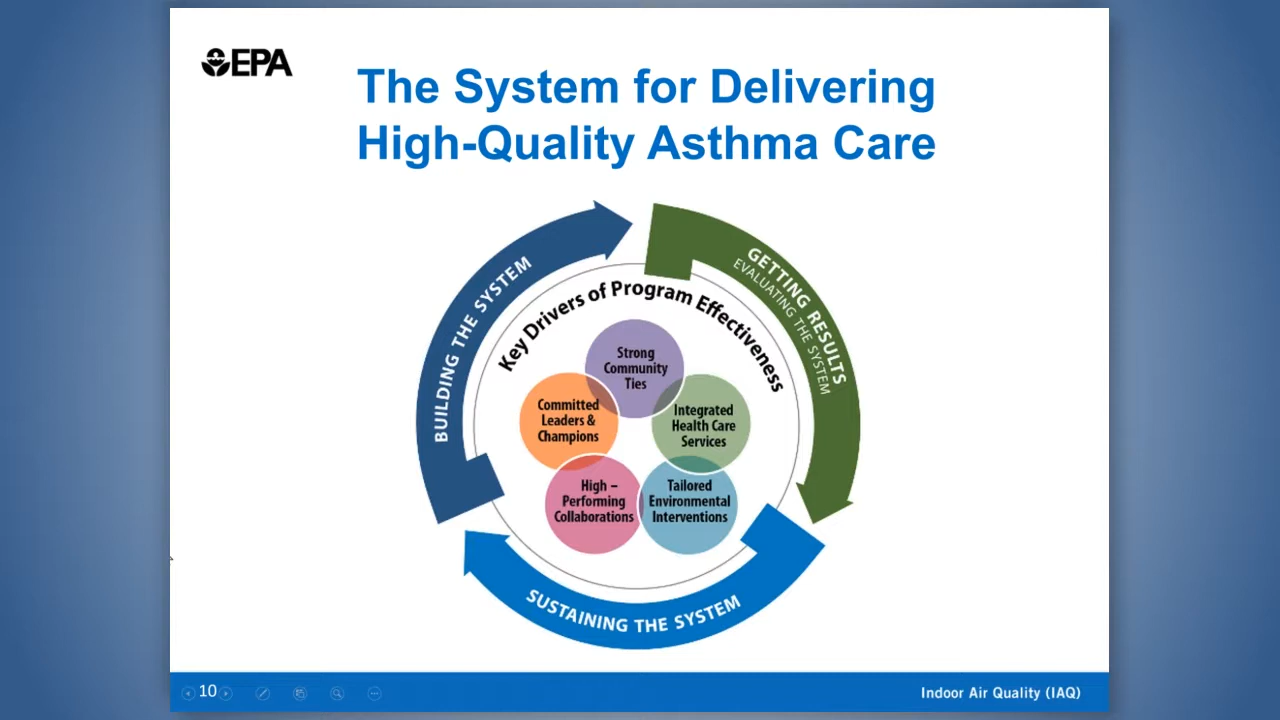 EPA
The System for Delivering
High-Quality Asthma Care
BUILDING THE SYSTEM
GETTING RESULTS
EVALUATING THE SYSTEM
Key Drivers of Program Effectiveness
Strong
Community
Ties
Committed
Leaders &
Champions
Integrated
Health Care
Services
High –
Performing
Collaborations
Tailored
Environmental
Interventions
SUSTAINING THE SYSTEM
10
Indoor Air Quality (IAQ)